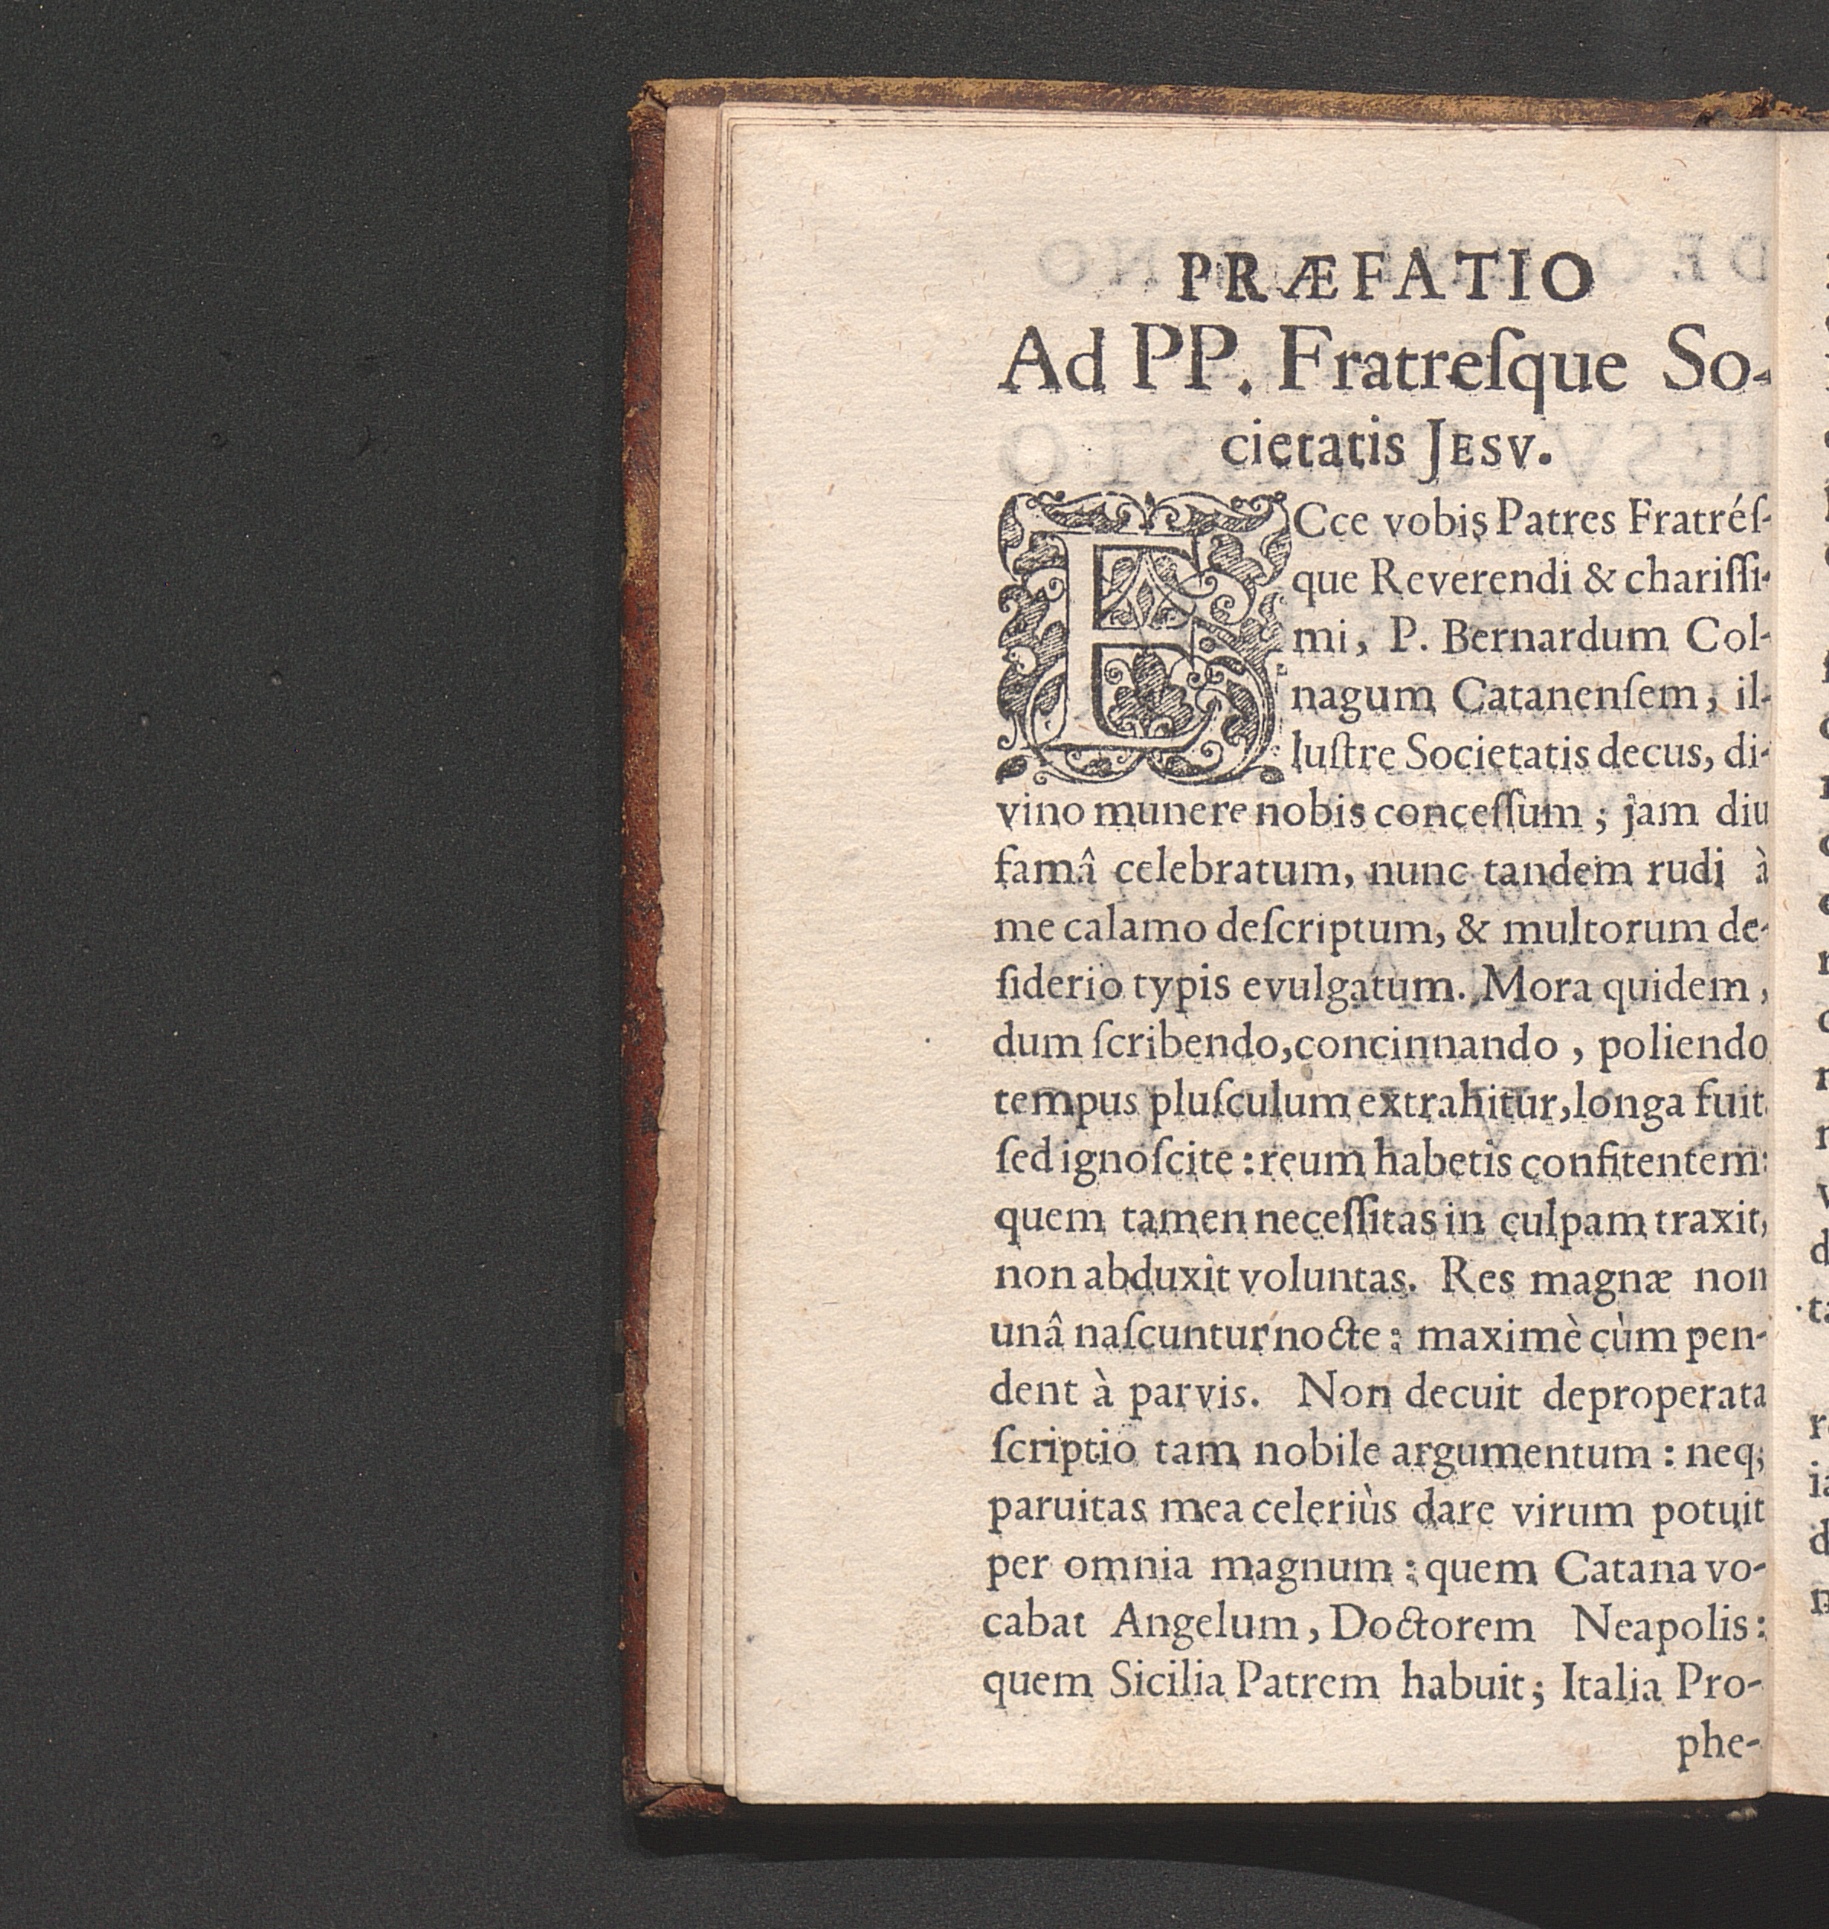 PRÆFATIO
Ad PP. Fratreſque So-
cietatis JESV.
ECce vobis Patres Fratréſ-
que Reverendi & chariſſi-
mi, P. Bernardum Col-
nagum Catanenſem, il-
luſtre Societatis decus, di-
vino munere nobis conceſſum ; jam diu
famâ celebratum, nunc tandem rudi à
me calamo deſcriptum, & multorum de-
ſiderio typis evulgatum. Mora quidem ,
dum ſcribendo, concinnando , poliendo
tempus pluſculum extrahitur, longa fuit
ſed ignoſcite : reum habetis confitentem:
quem tamen neceſſitas in culpam traxit,
non abduxit voluntas. Res magnæ non
unâ naſcuntur nocte : maximè cùm pen-
dent à parvis. Non decuit deproperata
ſcriptio tam nobile argumentum : neq;
paruitas mea celeriùs dare virum potuit
per omnia magnum : quem Catana vo-
cabat Angelum, Doctorem Neapolis:
quem Sicilia Patrem habuit; Italia Pro-
phe-